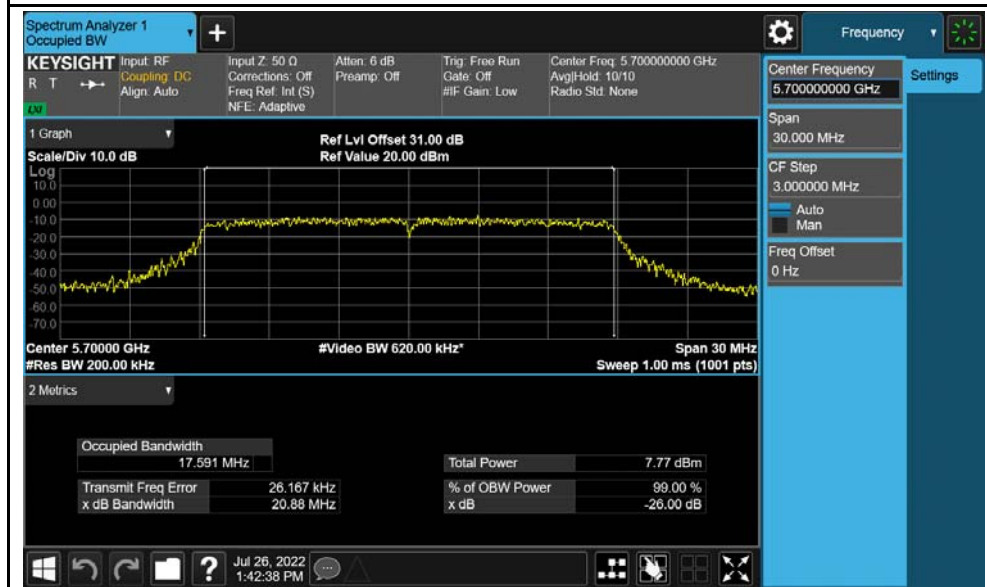 Spectrum Analyzer 1
Occupied BW
+
Frequency
KEYSIGHT
R T
LXI
Input: RF
Coupling: DC
Align: Auto
Input Z: 50 Ω
Corrections: Off
Freq Ref: Int (S)
NFE: Adaptive
Atten: 6 dB
Preamp: Off
Trig: Free Run
Gate: Off
#IF Gain: Low
Center Freq: 5.700000000 GHz
Avg|Hold: 10/10
Radio Std: None
Center Frequency
5.700000000 GHz
Settings
Span
30.000 MHz
CF Step
3.000000 MHz
Auto
Man
Freq Offset
0 Hz
1 Graph
Scale/Div 10.0 dB
Ref Lvl Offset 31.00 dB
Ref Value 20.00 dBm
Log
10.0
0.00
-10.0
-20.0
-30.0
-40.0
-50.0
-60.0
-70.0
Center 5.70000 GHz
#Video BW 620.00 kHz*
Span 30 MHz
#Res BW 200.00 kHz
Sweep 1.00 ms (1001 pts)
2 Metrics
Occupied Bandwidth
17.591 MHz
Total Power 7.77 dBm
Transmit Freq Error 26.167 kHz
% of OBW Power 99.00 %
x dB Bandwidth 20.88 MHz
x dB -26.00 dB
?
Jul 26, 2022
1:42:38 PM